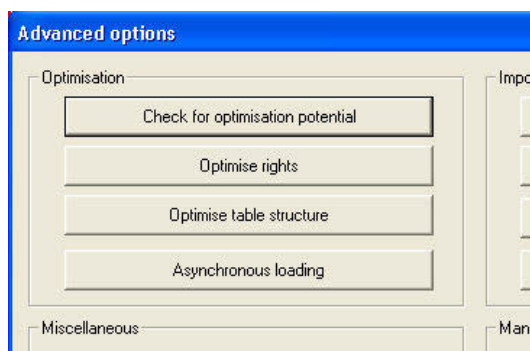 Advanced options
Optimisation
Check for optimisation potential
Optimise rights
Optimise table structure
Asynchronous loading
Miscellaneous